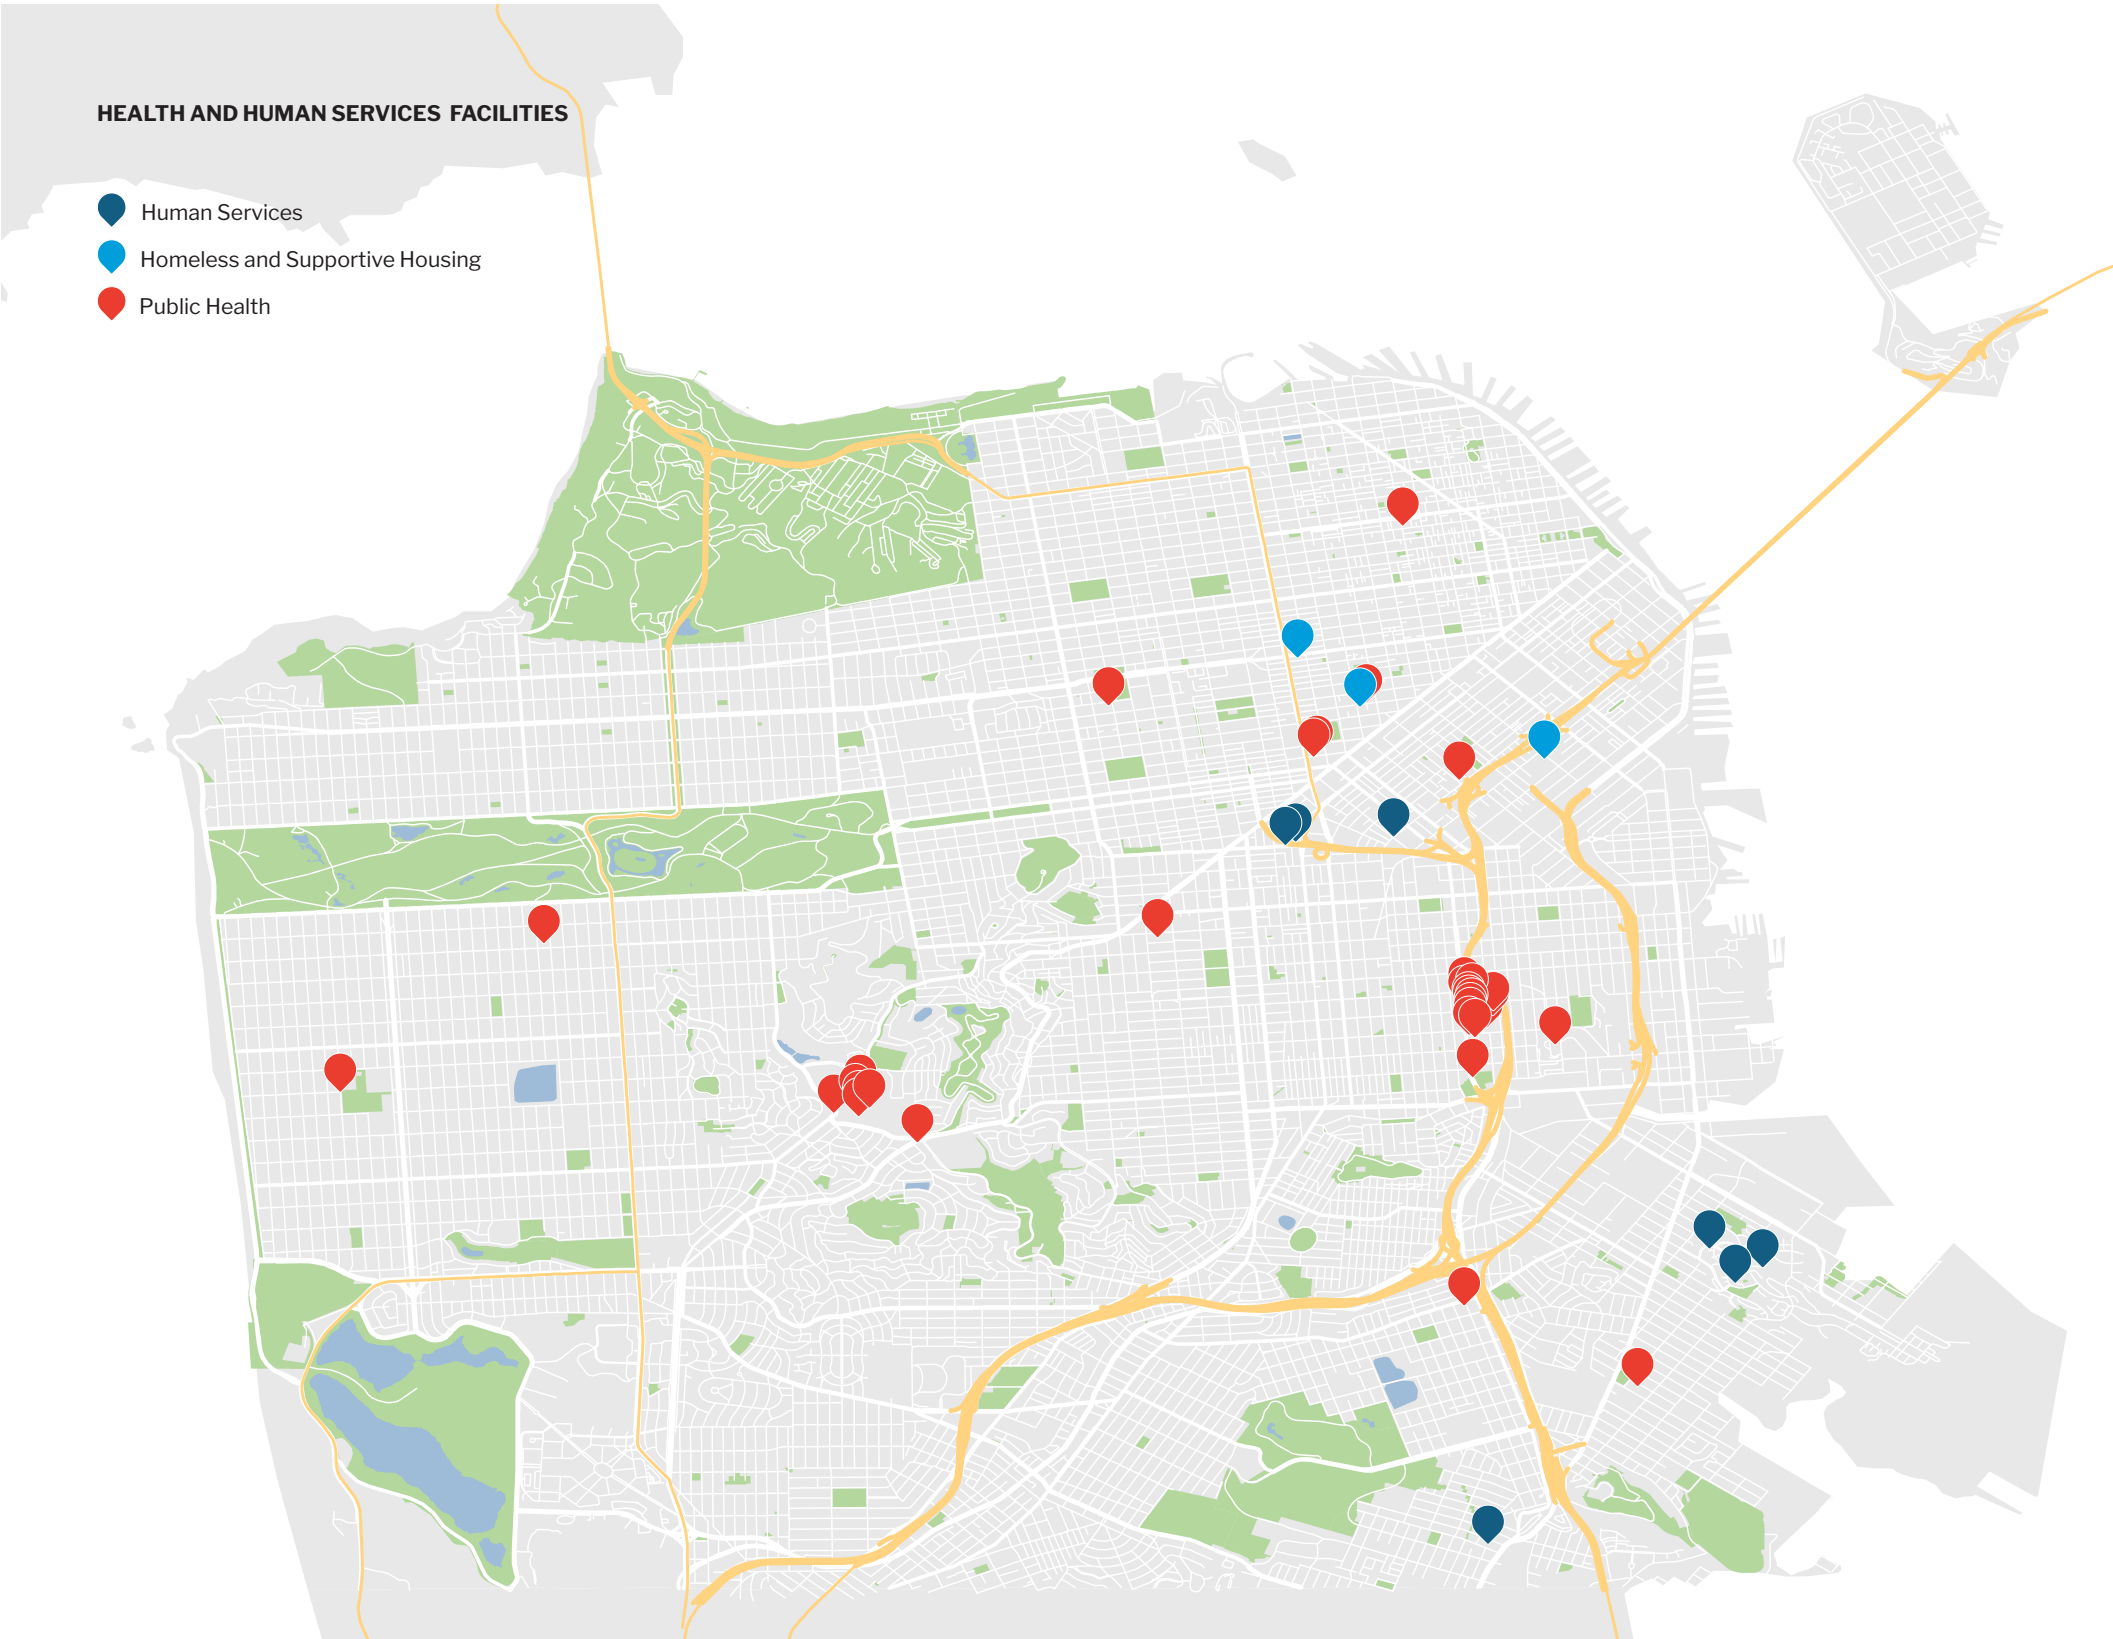 HEALTH AND HUMAN SERVICES FACILITIES
Human Services
Homeless and Supportive Housing
Public Health